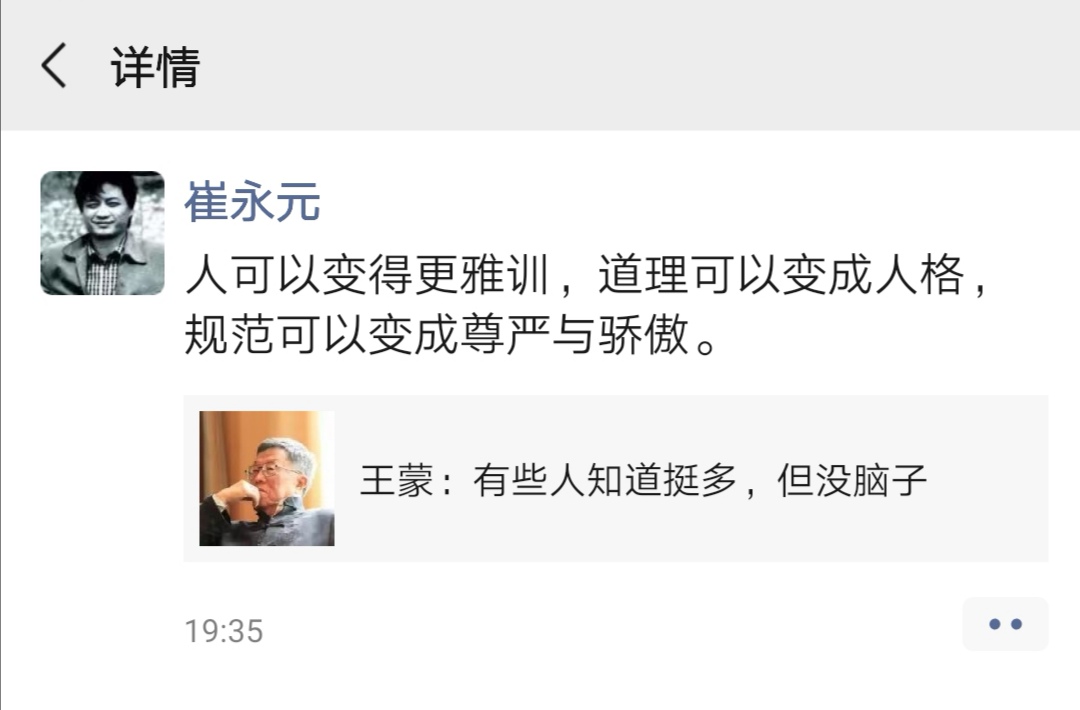 详情
崔永元
人可以变得更雅训，道理可以变成人格，
规范可以变成尊严与骄傲。
王蒙：有些人知道挺多，但没脑子
19:35